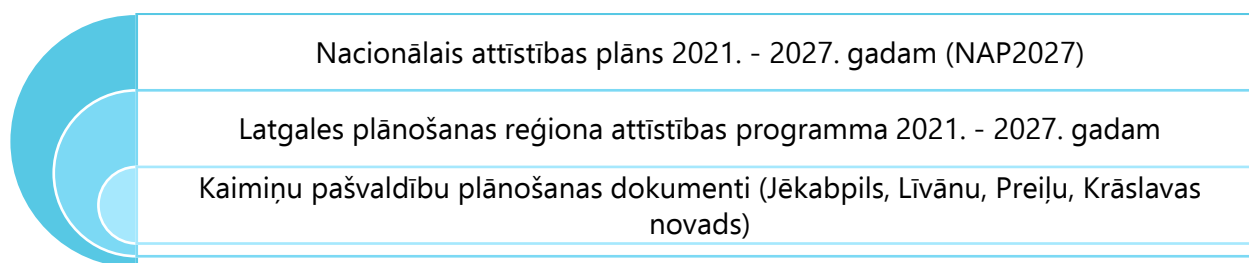 Nacionālais attīstības plāns 2021. - 2027. gadam (NAP2027)
Latgales plānošanas reģiona attīstības programma 2021. - 2027. gadam
Kaimiņu pašvaldību plānošanas dokumenti (Jēkabpils, Līvānu, Preiļu, Krāslavas
novads)